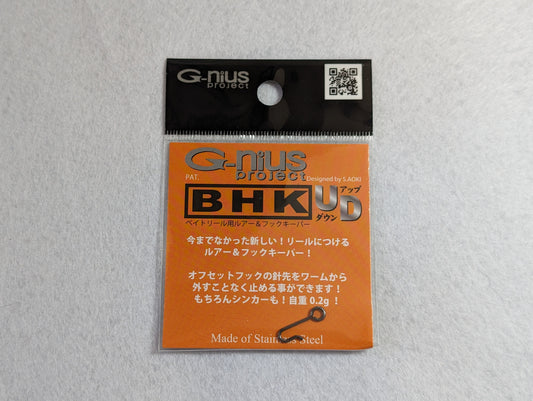 G-nius
project
G-nius
project
PAT.
Designed by S.AOKI
BHK UD
アップ
ダウン
ベイトリール用ルアー&フックキーパー
今までなかった新しい！リールにつける
ルアー&フックキーパー！
オフセットフックの針先をワームから
外すことなく止める事ができます！
もちろんシンカーも！自重 0.2g！
Made of Stainless Steel